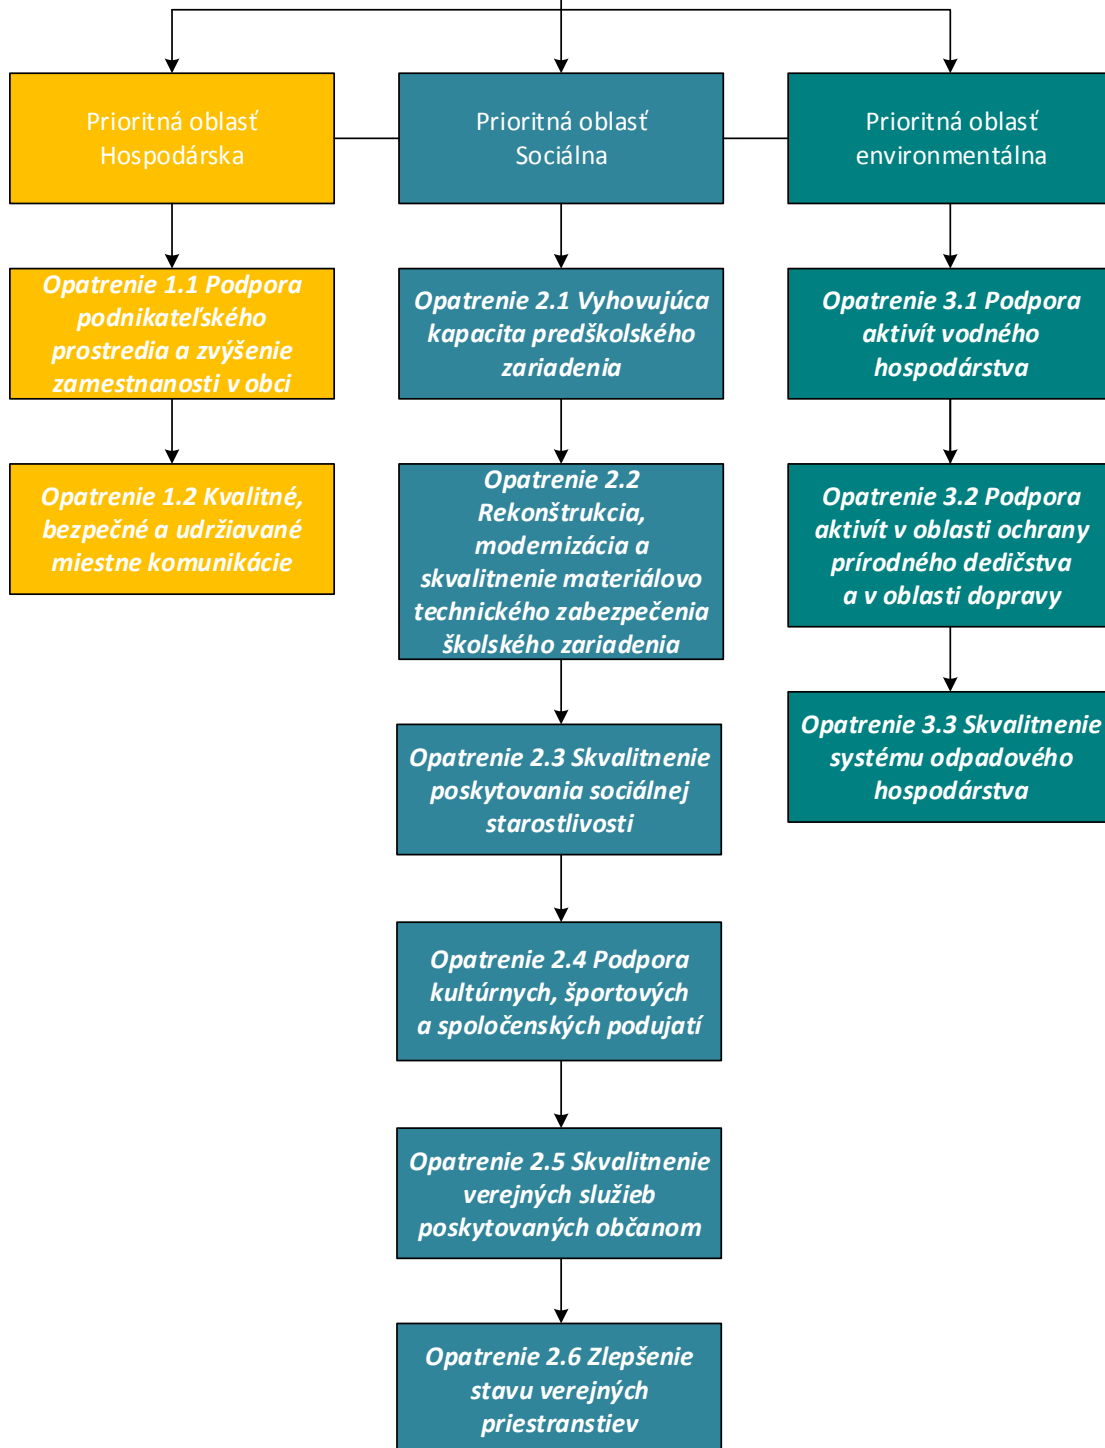 Prioritná oblasť
Hospodárska
Prioritná oblasť
Sociálna
Prioritná oblasť
environmentálna
Opatrenie 1.1 Podpora
podnikateľského
prostredia a zvýšenie
zamestnanosti v obci
Opatrenie 1.2 Kvalitné,
bezpečné a udržiavané
miestne komunikácie
Opatrenie 2.1 Vyhovujúca
kapacita predškolského
zariadenia
Opatrenie 2.2
Rekonštrukcia,
modernizácia a
skvalitnenie materiálovo
technického zabezpečenia
školského zariadenia
Opatrenie 2.3 Skvalitnenie
poskytovania sociálnej
starostlivosti
Opatrenie 2.4 Podpora
kultúrnych, športových
a spoločenských podujatí
Opatrenie 2.5 Skvalitnenie
verejných služieb
poskytovaných občanom
Opatrenie 2.6 Zlepšenie
stavu verejných
priestranstiev
Opatrenie 3.1 Podpora
aktivít vodného
hospodárstva
Opatrenie 3.2 Podpora
aktivít v oblasti ochrany
prírodného dedičstva
a v oblasti dopravy
Opatrenie 3.3 Skvalitnenie
systému odpadového
hospodárstva